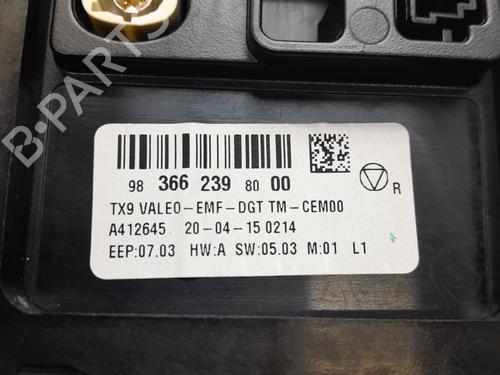 98 366 239 80 00
TX9 VALEO-EMF-DGT TM-CEM00
A412645 20-04-15 0214
EEP:07.03 HW:A SW:05.03 M:01 L1
R
B-PARTS